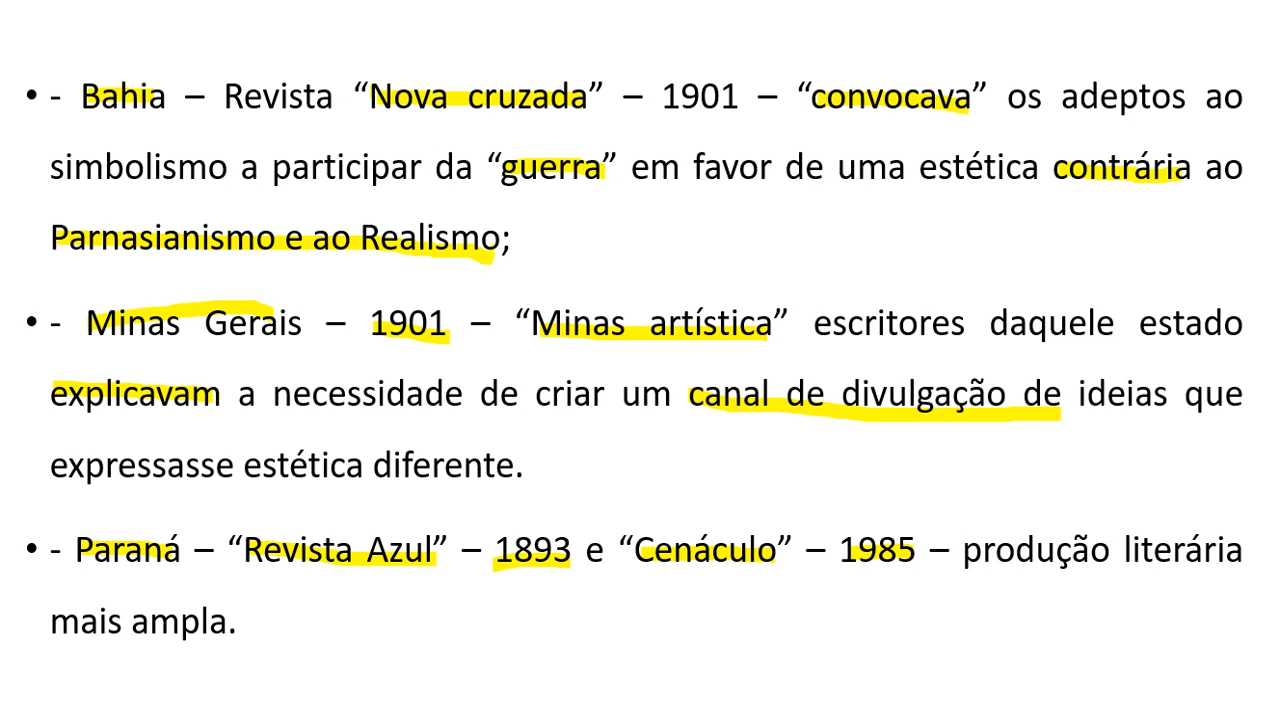 • - Bahia – Revista “Nova cruzada” – 1901 – “convocava” os adeptos ao
simbolismo a participar da “guerra” em favor de uma estética contrária ao
Parnasianismo e ao Realismo;
• - Minas Gerais – 1901 – “Minas artística” escritores daquele estado
explicavam a necessidade de criar um canal de divulgação de ideias que
expressasse estética diferente.
• - Paraná – “Revista Azul” – 1893 e “Cenáculo” – 1985 – produção literária
mais ampla.